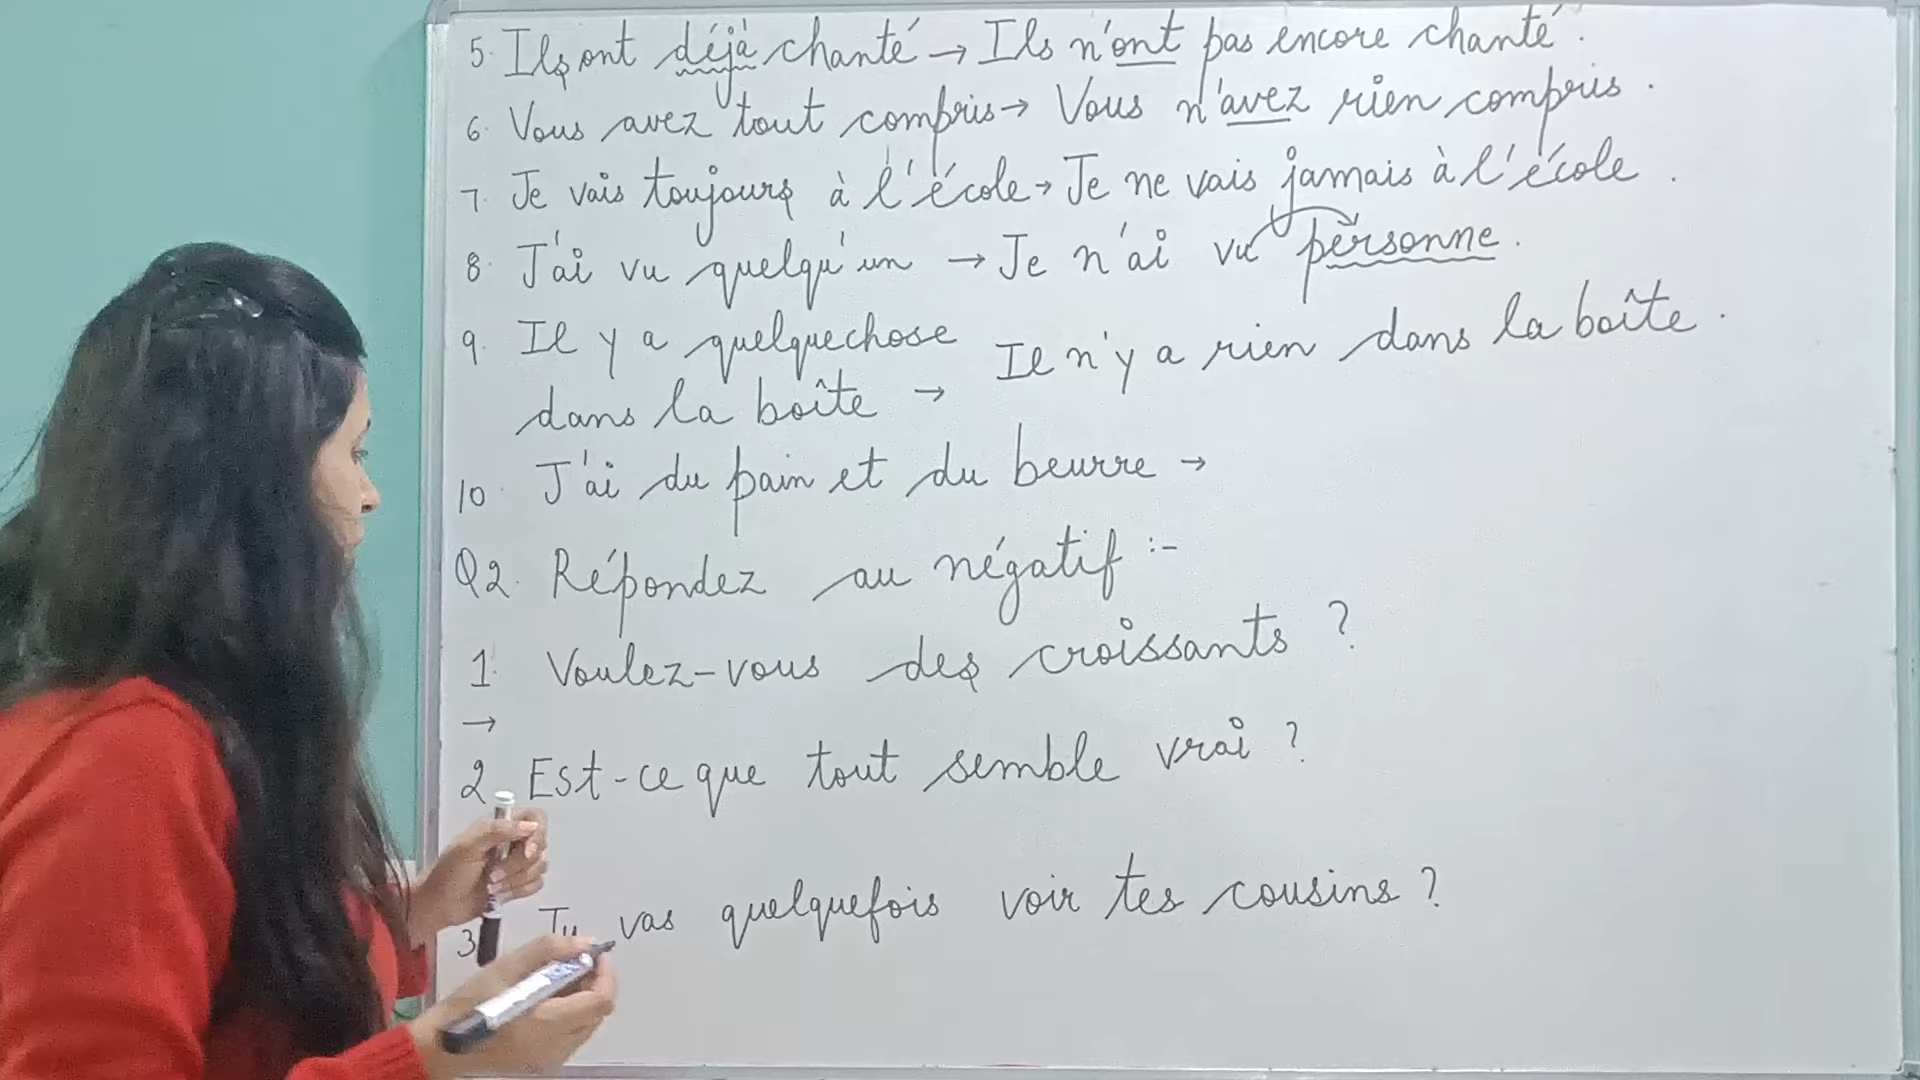 5. Ils ont déjà chanté → Ils n'ont pas encore chanté.
6. Vous avez tout compris → Vous n'avez rien compris.
7. Je vais toujours à l'école → Je ne vais jamais à l'école.
8. J'ai vu quelqu'un → Je n'ai vu personne.
9. Il y a quelquechose Il n'y a rien dans la boîte.
dans la boîte →
10. J'ai du pain et du beurre →
Q2. Répondez au négatif :-
1. Voulez-vous des croissants ?
→
2. Est-ce que tout semble vrai ?
3. Tu vas quelquefois voir tes cousins ?